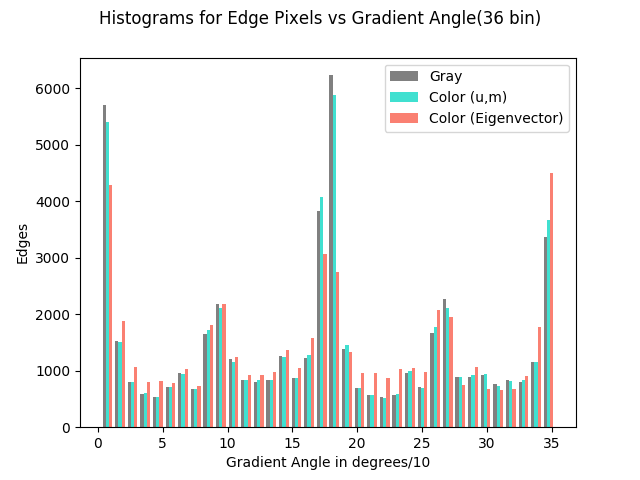 Histograms for Edge Pixels vs Gradient Angle(36 bin)
Gray
Color (u,m)
Color (Eigenvector)
6000
5000
4000
3000
2000
1000
0
Edges
0 5 10 15 20 25 30 35
Gradient Angle in degrees/10